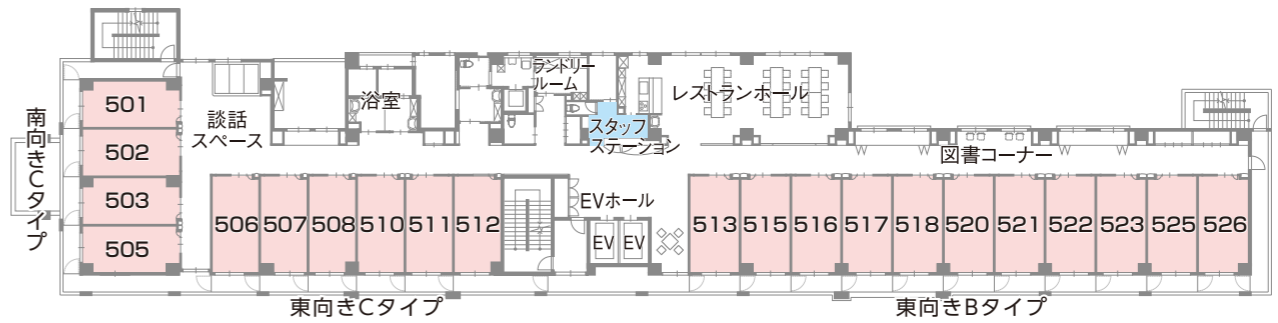 南向きCタイプ
501
502
503
505
談話
スペース
浴室
ランドリー
ルーム
スタッフ
ステーション
レストランホール
図書コーナー
506
507
508
510
511
512
EVホール
EV
EV
513
515
516
517
518
520
521
522
523
525
526
東向きCタイプ
東向きBタイプ